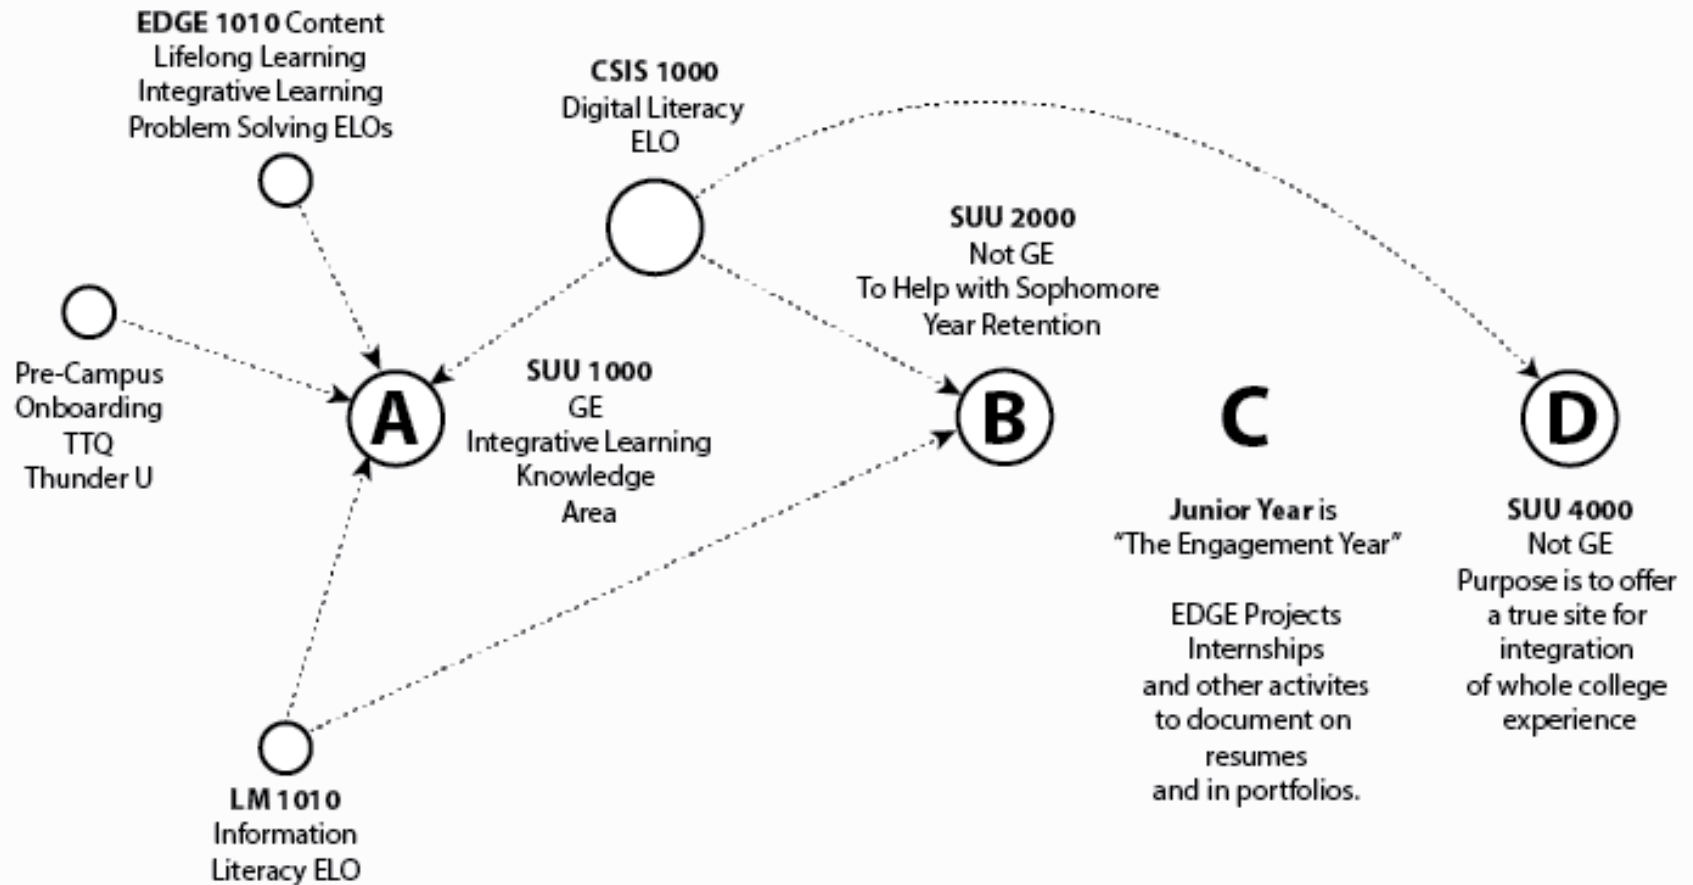 EDGE 1010 Content
Lifelong Learning
Integrative Learning
Problem Solving ELOs
CSIS 1000
Digital Literacy
ELO
SUU 2000
Not GE
To Help with Sophomore
Year Retention
Pre-Campus
Onboarding
TTQ
Thunder U
A
SUU 1000
GE
Integrative Learning
Knowledge
Area
B
C
D
Junior Year is
“The Engagement Year”
EDGE Projects
Internships
and other activites
to document on
resumes
and in portfolios.
SUU 4000
Not GE
Purpose is to offer
a true site for
integration
of whole college
experience
LM 1010
Information
Literacy ELO